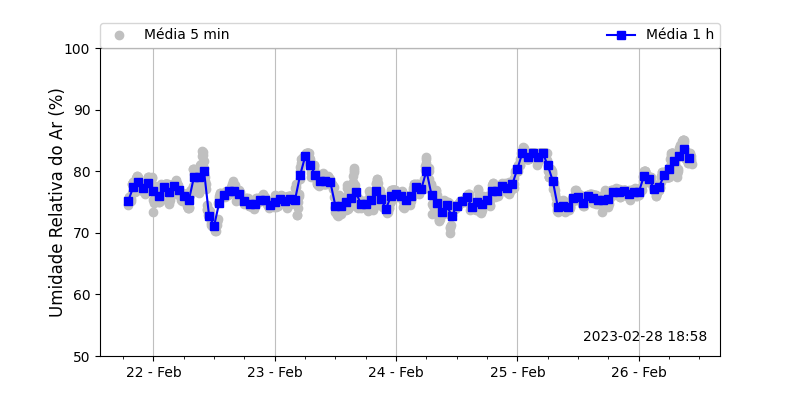 Média 5 min
Média 1 h
100
90
80
70
60
50
Umidade Relativa do Ar (%)
2023-02-28 18:58
22 - Feb
23 - Feb
24 - Feb
25 - Feb
26 - Feb